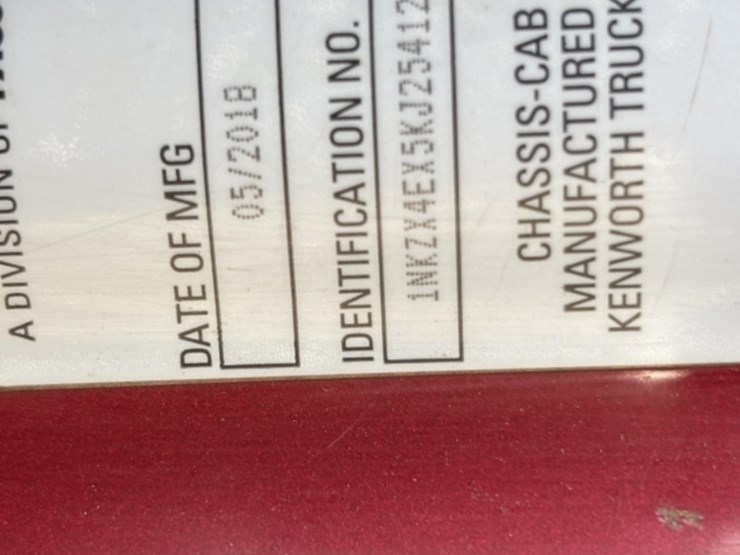 A DIVISION OF
DATE OF MFG
05/2018
IDENTIFICATION NO.
1NKZX4EX5KJ25412
CHASSIS-CAB
MANUFACTURED
KENWORTH TRUCK